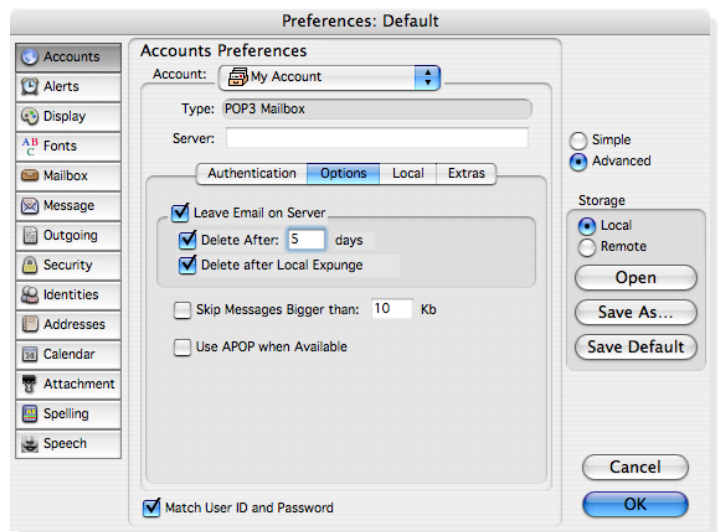 Preferences: Default
Accounts
Alerts
Display
Fonts
Mailbox
Message
Outgoing
Security
Identities
Addresses
Calendar
Attachment
Spelling
Speech
Accounts Preferences
Account: My Account
Type: POP3 Mailbox
Server:
Authentication Options Local Extras
Leave Email on Server
Delete After: 5 days
Delete after Local Expunge
Skip Messages Bigger than: 10 Kb
Use APOP when Available
Match User ID and Password
Simple
Advanced
Storage
Local
Remote
Open
Save As...
Save Default
Cancel
OK